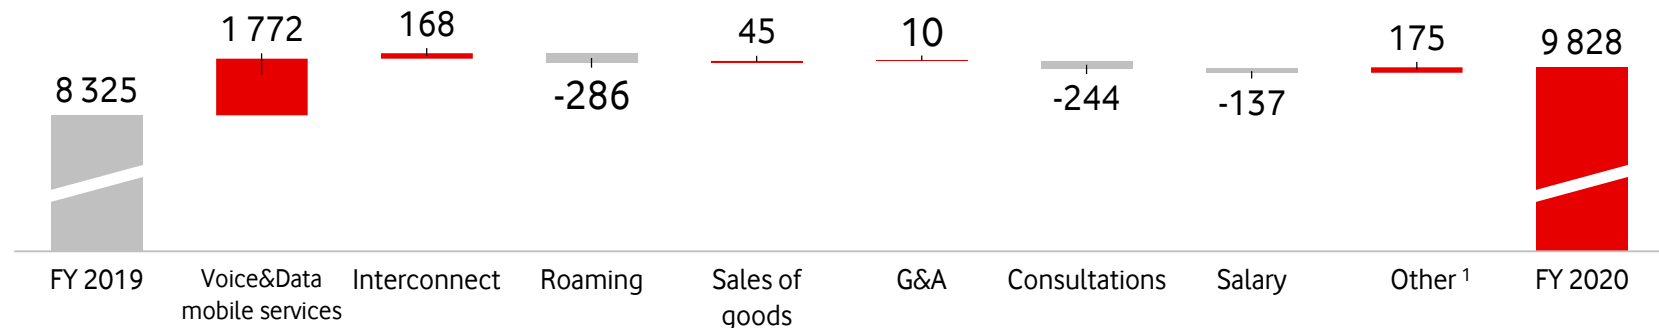 8 325
1 772
168
-286
45
10
-244
-137
175
9 828
FY 2019
Voice&Data
mobile services
Interconnect
Roaming
Sales of
goods
G&A
Consultations
Salary
Other ¹
FY 2020